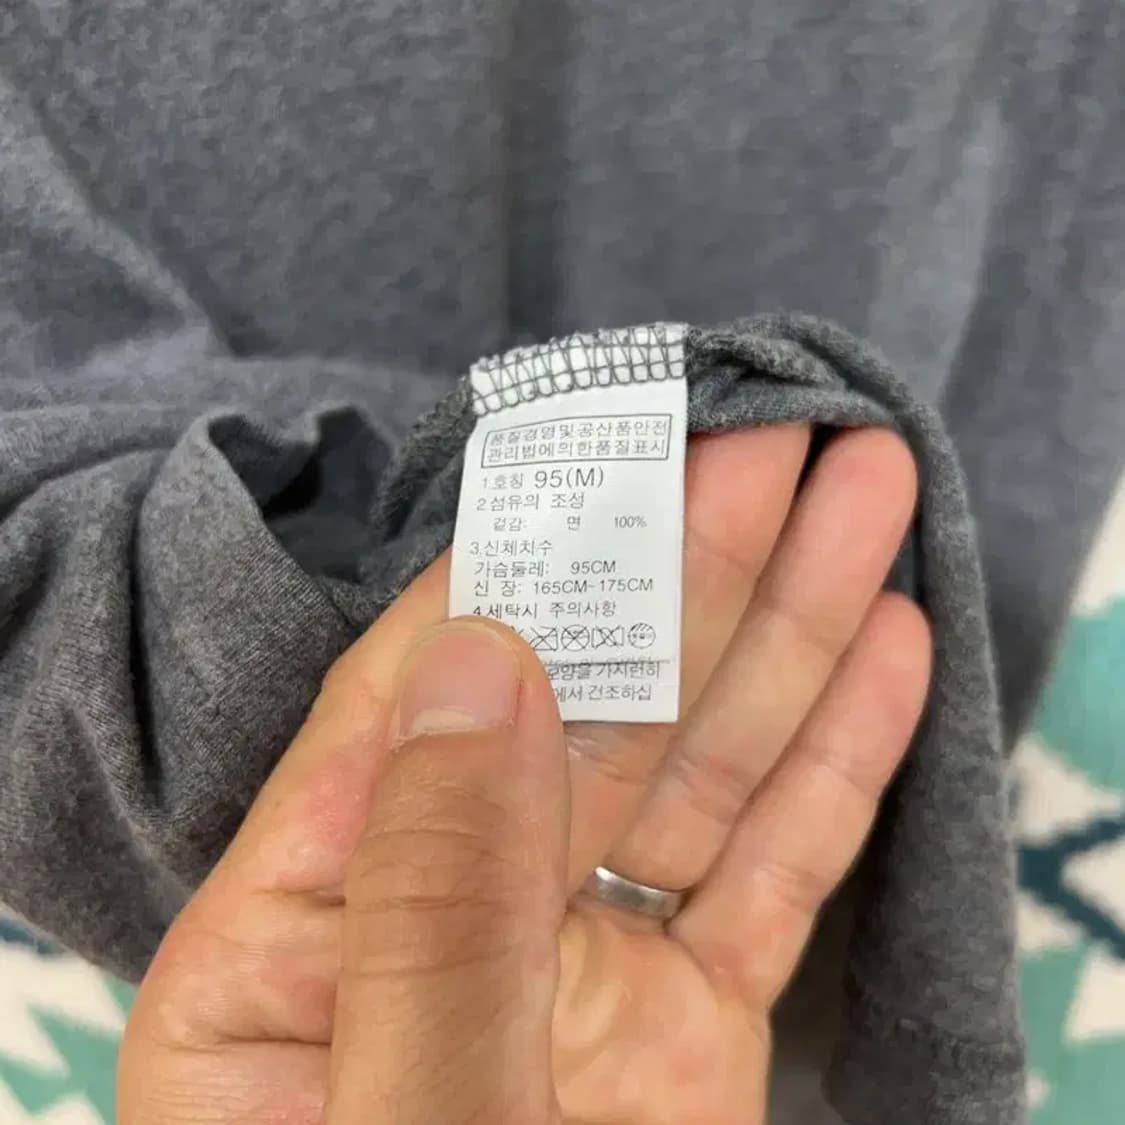 품질경영및공산품안전
관리법에의한품질표시
1.호칭 95(M)
2 섬유의 조성
겉감: 면 100%
3.신체치수
가슴둘레: 95CM
신 장: 165CM~175CM
4.세탁시 주의사항
모양을 가지런히
에서 건조하십